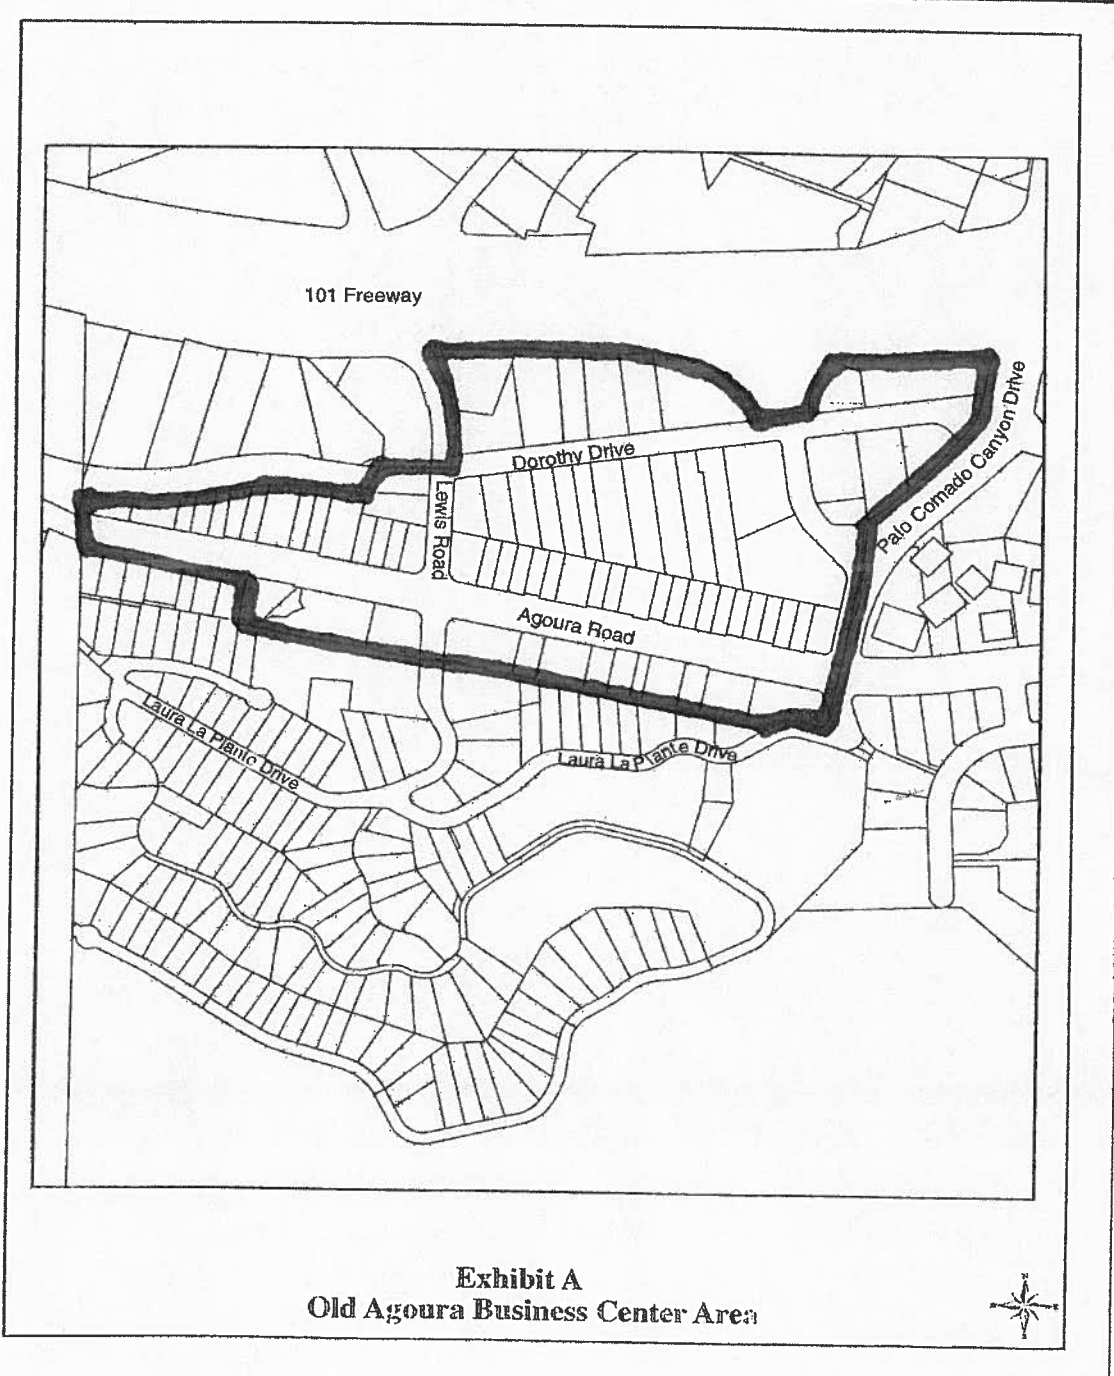 101 Freeway
Palo Comado Canyon Drive
Dorothy Drive
Lewis Road
Agoura Road
Laura La Plante Drive
Laura La Plante Drive
Exhibit A
Old Agoura Business Center Area